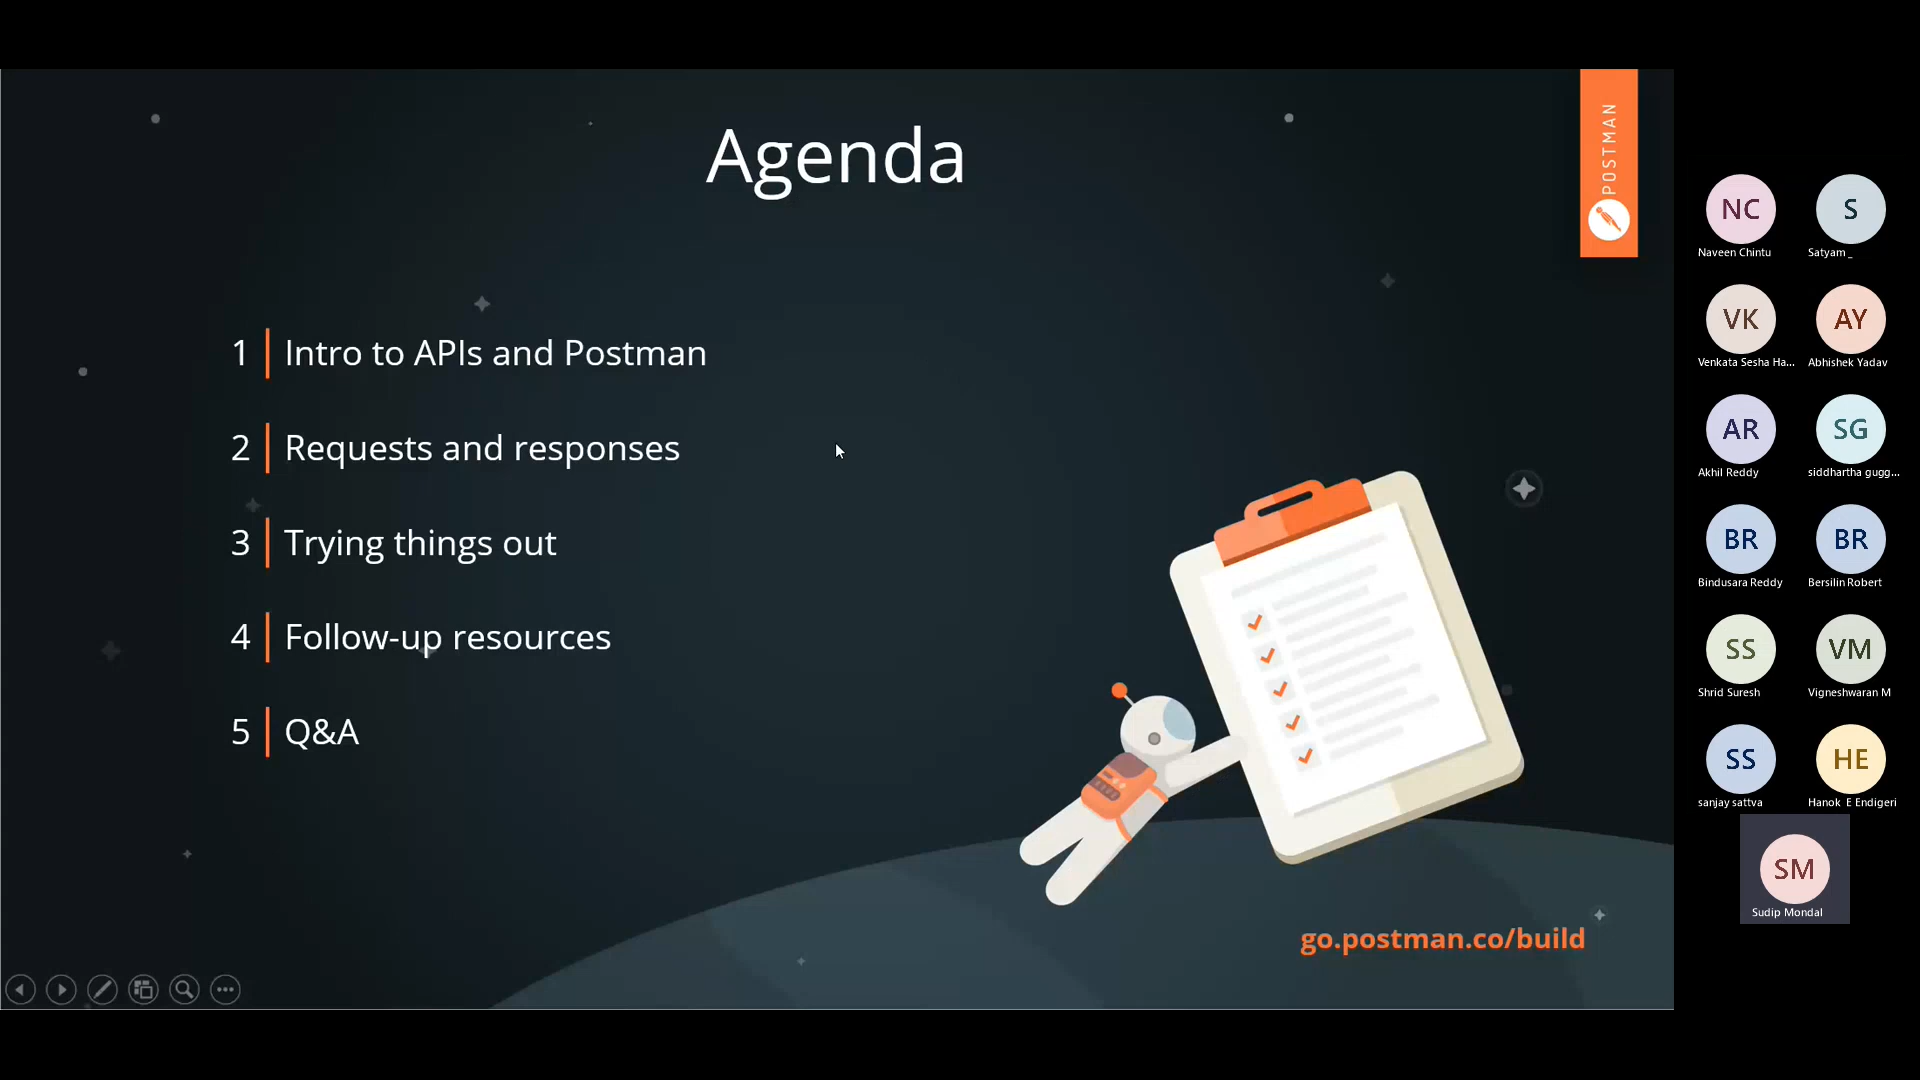 Agenda
POSTMAN
1 Intro to APIs and Postman
2 Requests and responses
3 Trying things out
4 Follow-up resources
5 Q&A
go.postman.co/build
NC
Naveen Chintu
S
Satyam _
VK
Venkata Sesha Ha...
AY
Abhishek Yadav
AR
Akhil Reddy
SG
siddhartha gugg...
BR
Bindusara Reddy
BR
Bersilin Robert
SS
Shrid Suresh
VM
Vigneshwaran M
SS
sanjay sattva
HE
Hanok E Endigeri
SM
Sudip Mondal